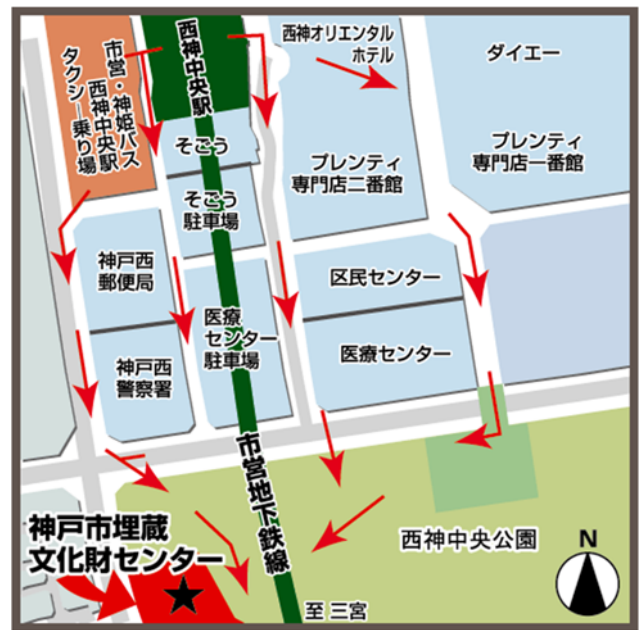 西神中央駅
西神オリエンタル
ホテル
ダイエー
市営・神姫バス
西神中央駅
タクシー乗り場
そごう
プレンティ
専門店二番館
プレンティ
専門店一番館
そごう
駐車場
神戸西
郵便局
区民センター
医療
センター
駐車場
医療センター
神戸西
警察署
市営地下鉄線
神戸市埋蔵
文化財センター
西神中央公園
N
至 三宮